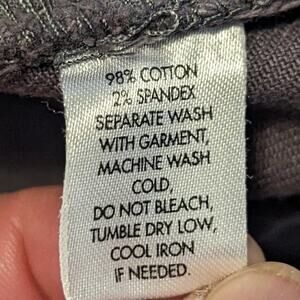 98% COTTON
2% SPANDEX
SEPARATE WASH
WITH GARMENT,
MACHINE WASH
COLD,
DO NOT BLEACH,
TUMBLE DRY LOW,
COOL IRON
IF NEEDED.